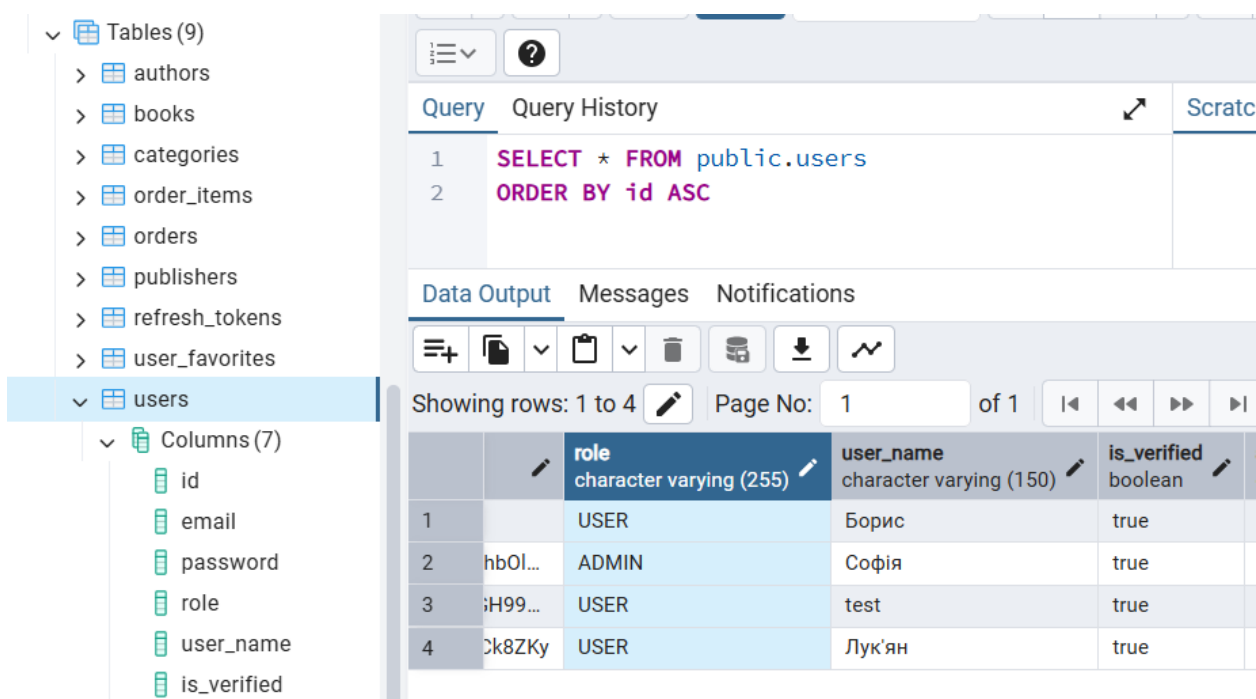 Tables (9)
authors
books
categories
order_items
orders
publishers
refresh_tokens
user_favorites
users
Columns (7)
id
email
password
role
user_name
is_verified
Query Query History
1 SELECT * FROM public.users
2 ORDER BY id ASC
Data Output Messages Notifications
Showing rows: 1 to 4 Page No: 1 of 1
role user_name is_verified
character varying (255) character varying (150) boolean
1 USER Борис true
2 hbOl... ADMIN Софія true
3 H99... USER test true
4 Ck8ZKy USER Лук'ян true